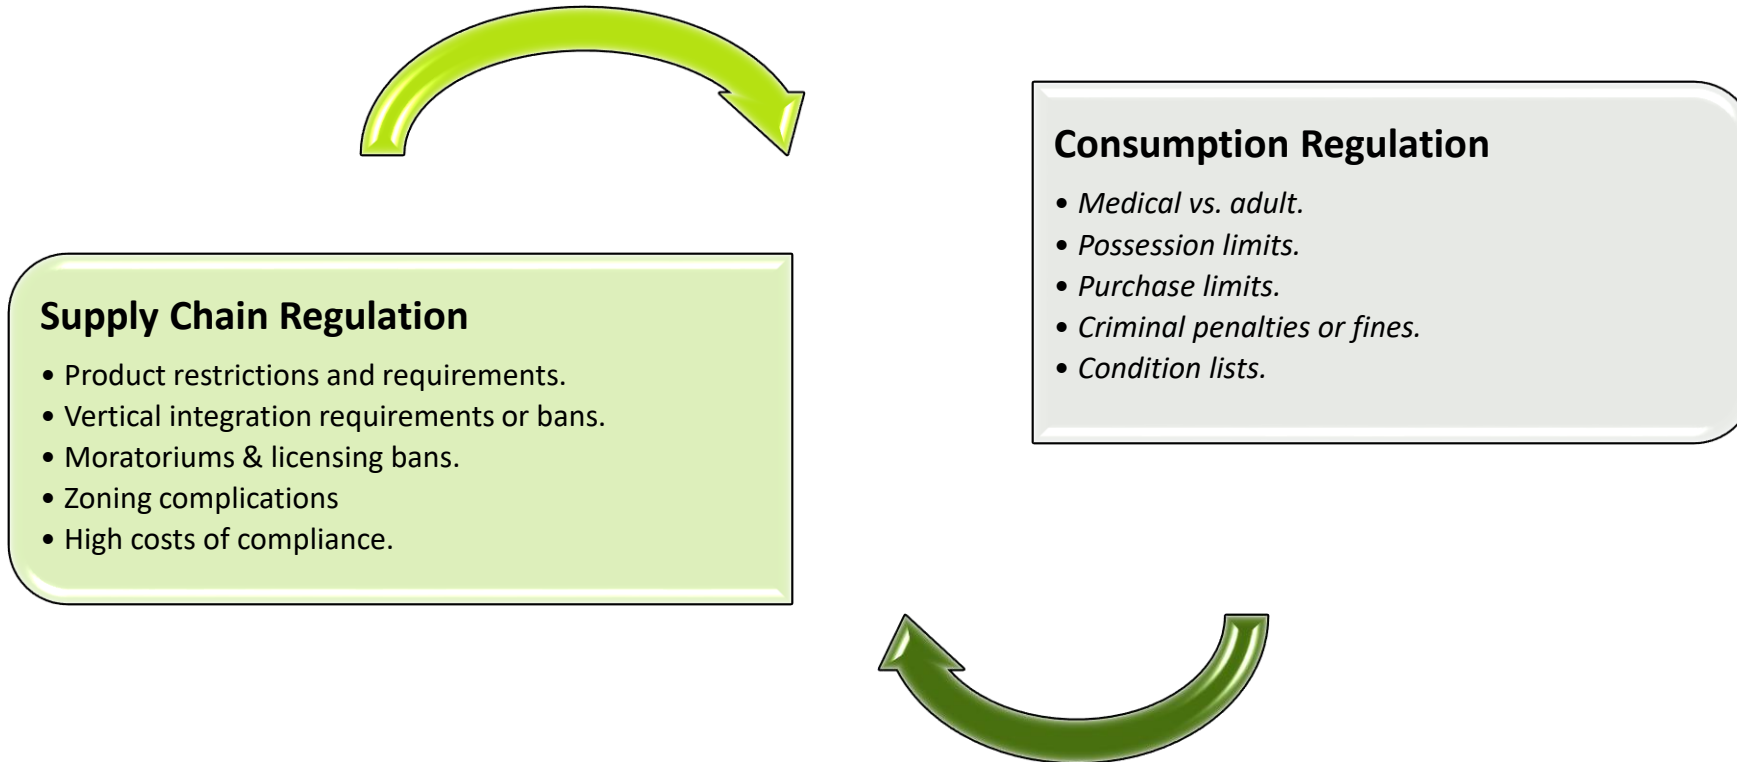 Supply Chain Regulation
• Product restrictions and requirements.
• Vertical integration requirements or bans.
• Moratoriums & licensing bans.
• Zoning complications
• High costs of compliance.
Consumption Regulation
• Medical vs. adult.
• Possession limits.
• Purchase limits.
• Criminal penalties or fines.
• Condition lists.